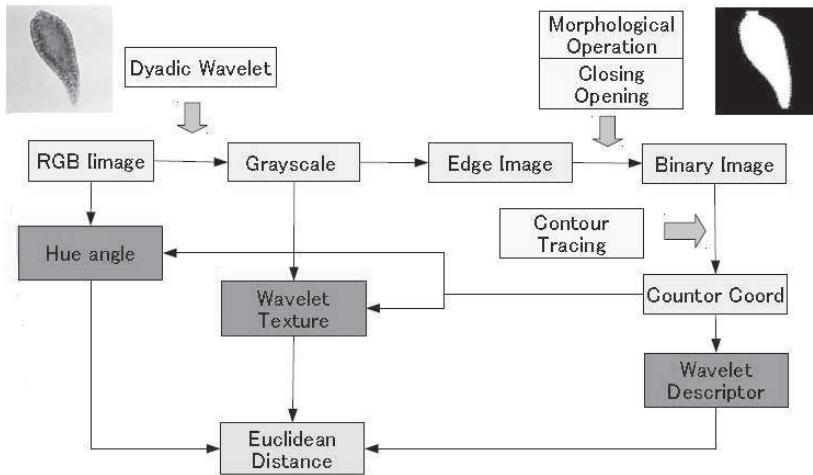 Dyadic Wavelet
Morphological
Operation
Closing
Opening
RGB Iimage
Grayscale
Edge Image
Binary Image
Contour
Tracing
Hue angle
Wavelet
Texture
Countor Coord
Wavelet
Descriptor
Euclidean
Distance